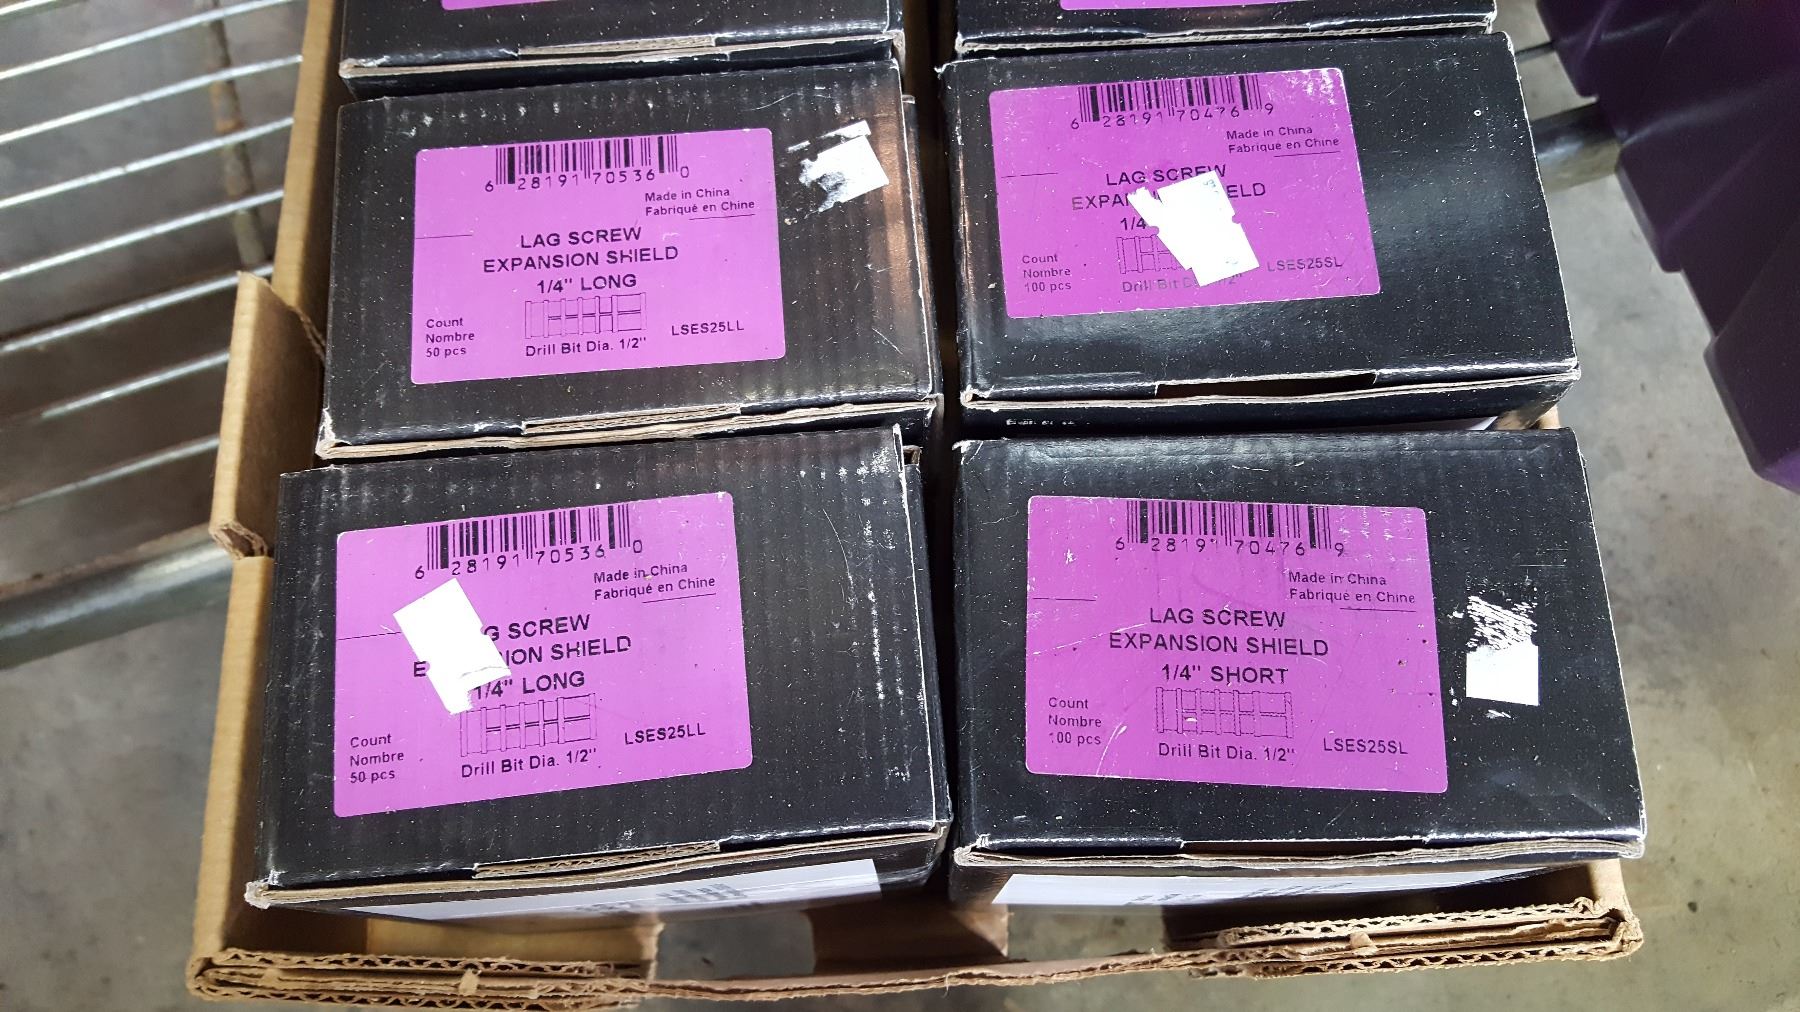 6 28191 70536 0
Made in China
Fabriqué en Chine
LAG SCREW
EXPANSION SHIELD
1/4" LONG
Count
Nombre
50 pcs
Drill Bit Dia. 1/2"
LSES25LL
6 28191 70476 9
Made in China
Fabriqué en Chine
LAG SCREW
1/4
Count
Nombre
100 pcs
Drill Bit
LSES25SL
6 28191 70536 0
Made in China
Fabriqué en Chine
SCREW
SHIELD
1/4" LONG
Count
Nombre
50 pcs
Drill Bit Dia. 1/2"
LSES25LL
6 28191 70476 9
Made in China
Fabriqué en Chine
LAG SCREW
EXPANSION SHIELD
1/4" SHORT
Count
Nombre
100 pcs
Drill Bit Dia. 1/2"
LSES25SL